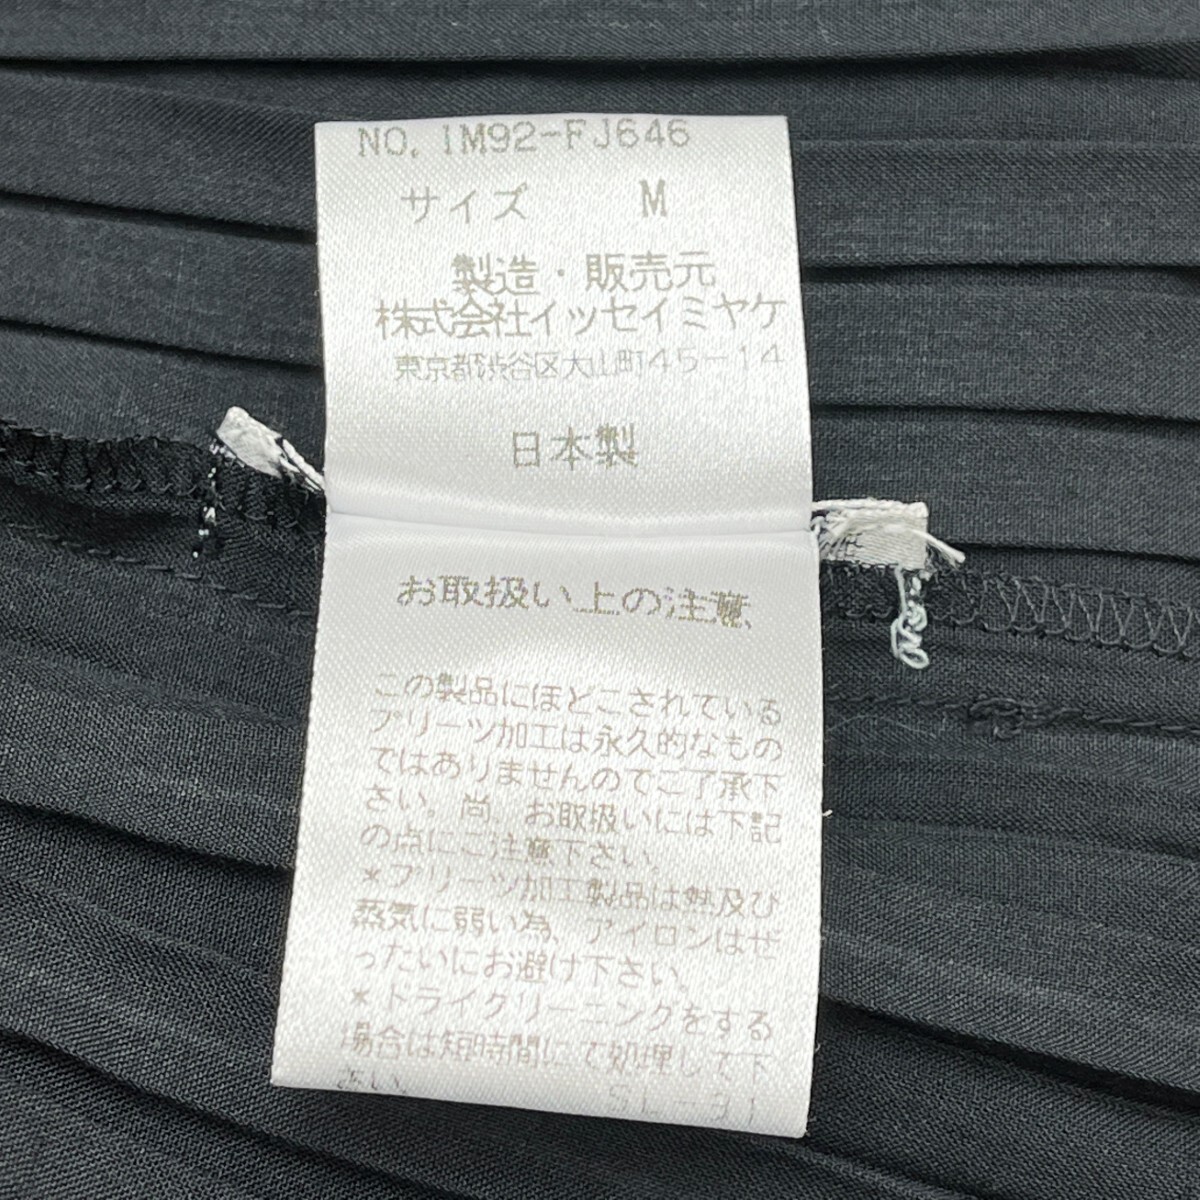 NO. IM92-FJ646
サイズ M
製造・販売元
株式会社イッセイミヤケ
東京都渋谷区大山町45-14
日本製
お取扱い上の注意、
この製品にほどこされている
プリーツ加工は永久的なもの
ではありませんのでご了承下
さい。尚、お取扱いには下記
の点にご注意下さい。
*プリーツ加工製品は熱及び
蒸気に弱い為、アイロンはぜ
ったいにお避け下さい。
*ドライクリーニングをする
場合は短時間にて処理して下
さい。 SE-31